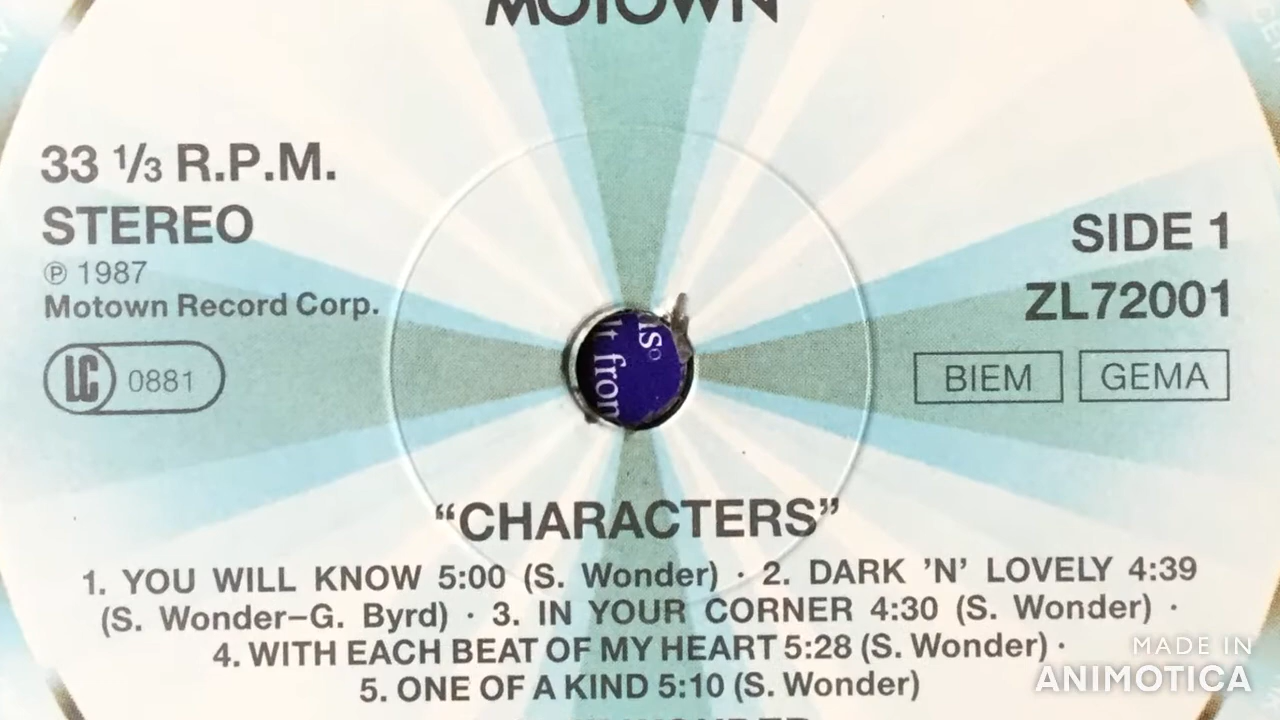 MOTOWN
33 1/3 R.P.M.
STEREO
℗ 1987
Motown Record Corp.
LC 0881
SIDE 1
ZL72001
BIEM GEMA
“CHARACTERS”
1. YOU WILL KNOW 5:00 (S. Wonder) · 2. DARK ’N’ LOVELY 4:39
(S. Wonder–G. Byrd) · 3. IN YOUR CORNER 4:30 (S. Wonder) ·
4. WITH EACH BEAT OF MY HEART 5:28 (S. Wonder) ·
5. ONE OF A KIND 5:10 (S. Wonder)
MADE IN
ANIMOTICA